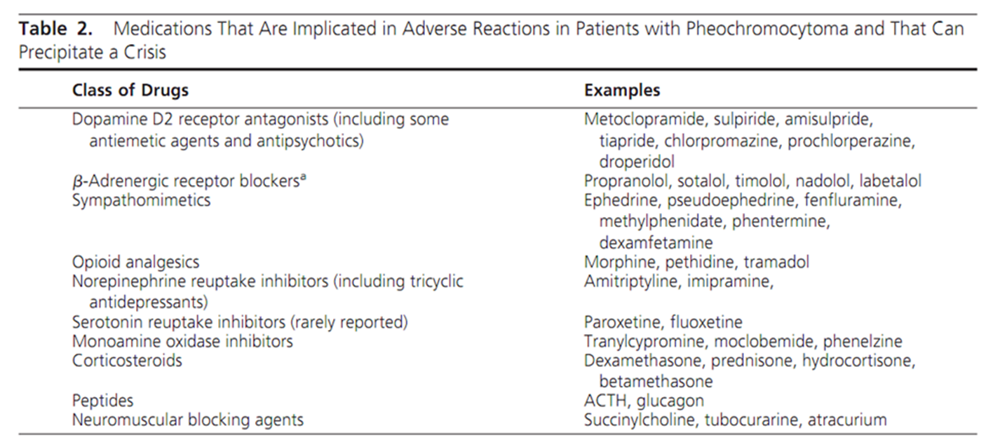 Table 2. Medications That Are Implicated in Adverse Reactions in Patients with Pheochromocytoma and That Can
Precipitate a Crisis
Class of Drugs Examples
Dopamine D2 receptor antagonists (including some Metoclopramide, sulpiride, amisulpride,
antiemetic agents and antipsychotics) tiapride, chlorpromazine, prochlorperazine,
droperidol
β-Adrenergic receptor blockersᵃ Propranolol, sotalol, timolol, nadolol, labetalol
Sympathomimetics Ephedrine, pseudoephedrine, fenfluramine,
methylphenidate, phentermine,
dexamfetamine
Opioid analgesics Morphine, pethidine, tramadol
Norepinephrine reuptake inhibitors (including tricyclic Amitriptyline, imipramine,
antidepressants)
Serotonin reuptake inhibitors (rarely reported) Paroxetine, fluoxetine
Monoamine oxidase inhibitors Tranylcypromine, moclobemide, phenelzine
Corticosteroids Dexamethasone, prednisone, hydrocortisone,
betamethasone
Peptides ACTH, glucagon
Neuromuscular blocking agents Succinylcholine, tubocurarine, atracurium